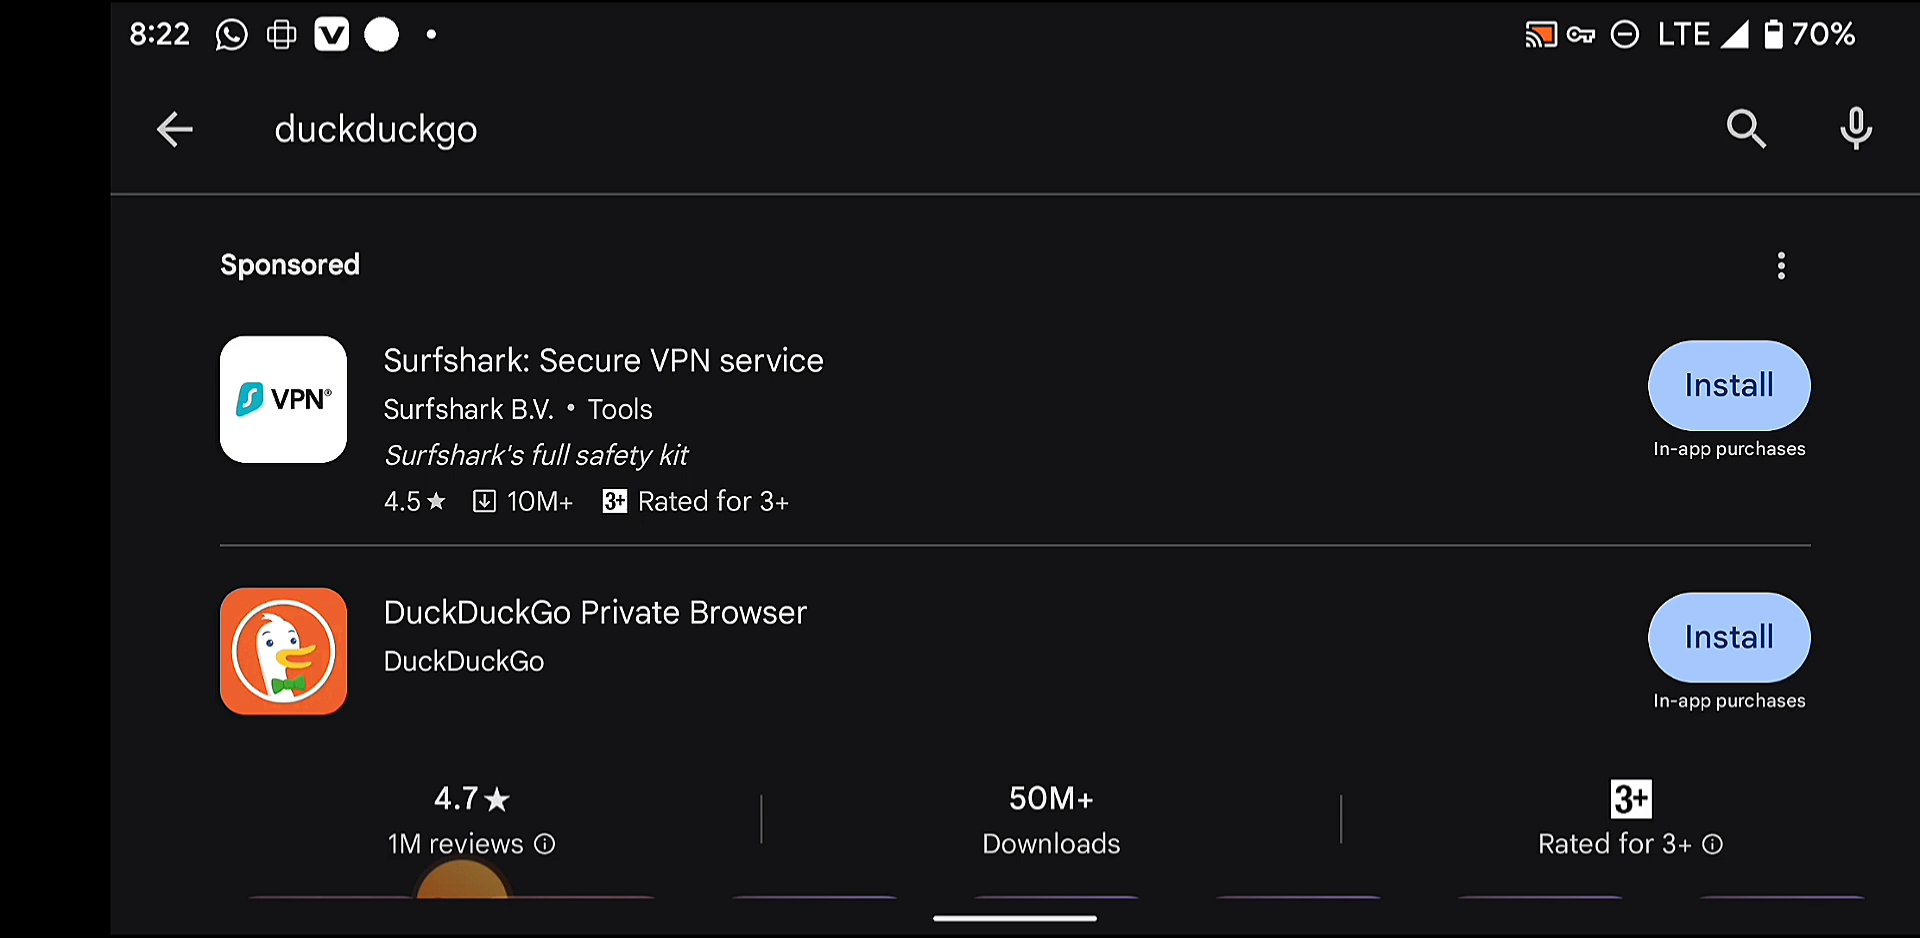 8:22 LTE 70%
duckduckgo
Sponsored
VPN®
Surfshark: Secure VPN service
Surfshark B.V. • Tools
Surfshark's full safety kit
4.5★ 10M+ 3+ Rated for 3+
Install
In-app purchases
DuckDuckGo Private Browser
DuckDuckGo
Install
In-app purchases
4.7★
1M reviews
50M+
Downloads
3+
Rated for 3+